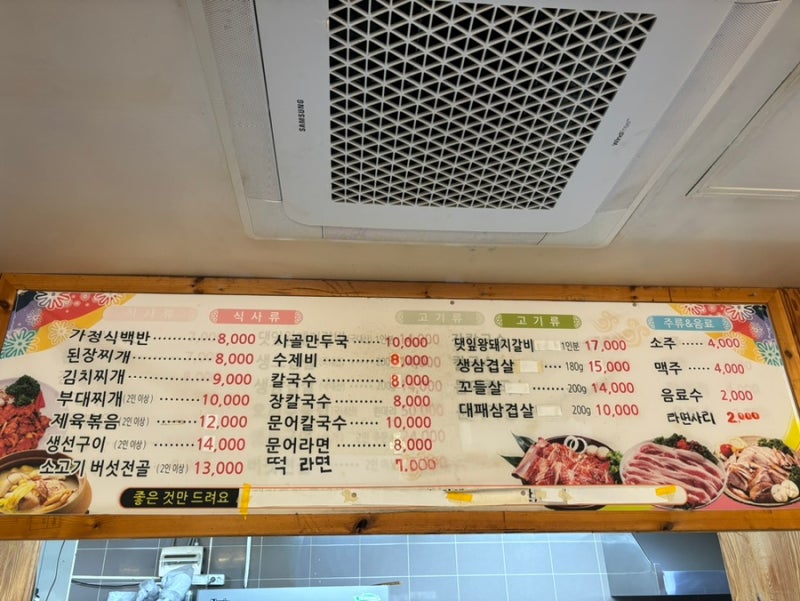 SAMSUNG
식사류
고기류
고기류
주류&음료
가정식백반 8,000
된장찌개 8,000
김치찌개 9,000
부대찌개 (2인 이상) 10,000
제육볶음 (2인 이상) 12,000
생선구이 (2인 이상) 14,000
소고기 버섯전골 (2인 이상) 13,000
사골만두국 10,000
수제비 8,000
칼국수 8,000
장칼국수 8,000
문어칼국수 10,000
문어라면 8,000
떡 라면 7,000
댓잎왕돼지갈비 1인분 17,000
생삼겹살 180g 15,000
꼬들살 200g 14,000
대패삼겹살 200g 10,000
소주 4,000
맥주 4,000
음료수 2,000
라면사리 2,000
좋은 것만 드려요